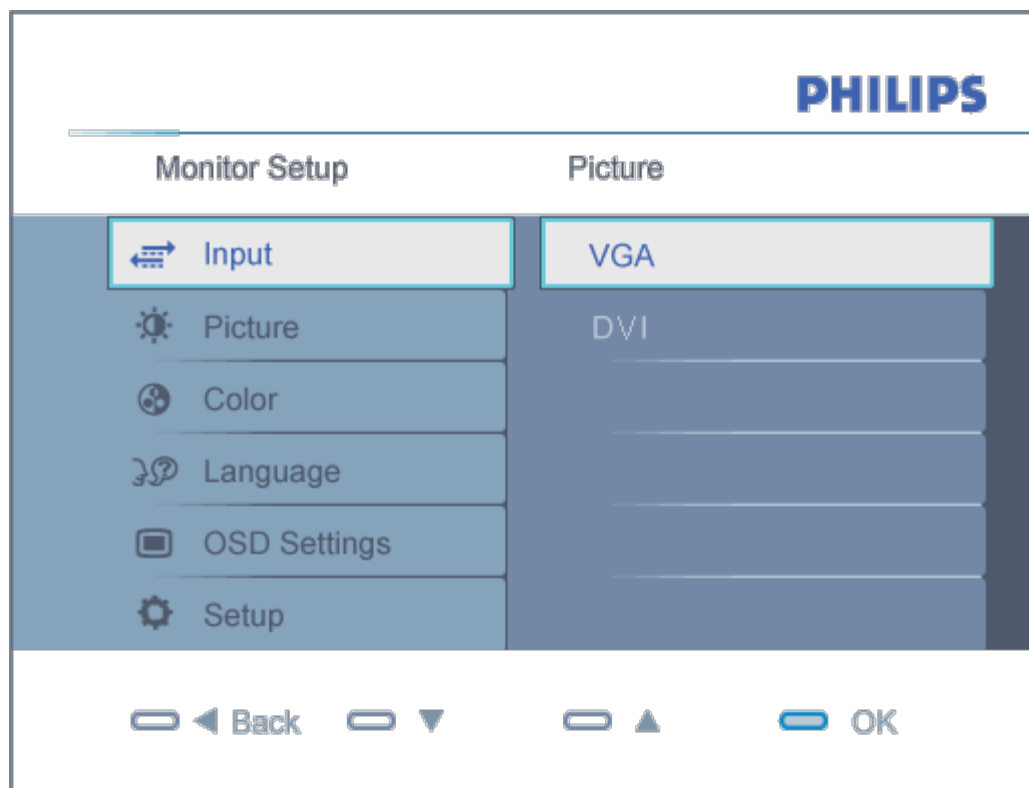 PHILIPS
Monitor Setup Picture
Input VGA
Picture DVI
Color
Language
OSD Settings
Setup
Back OK